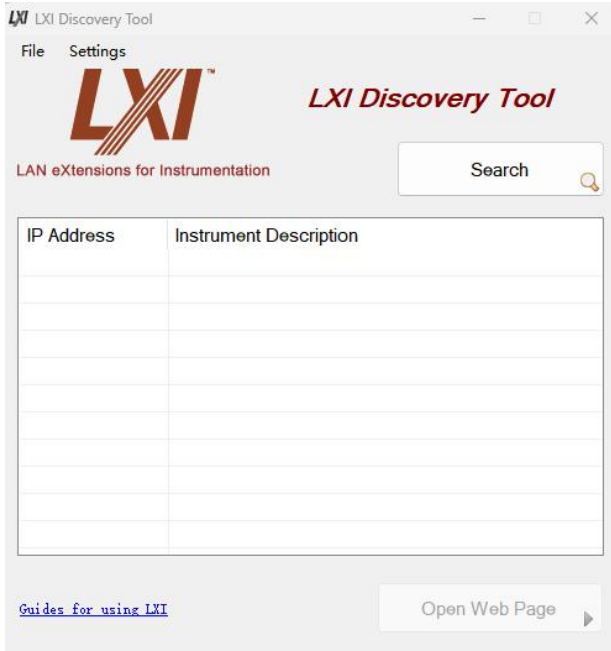 LXI LXI Discovery Tool
File Settings
LXI™
LXI Discovery Tool
LAN eXtensions for Instrumentation
Search
IP Address Instrument Description
Guides for using LXI
Open Web Page